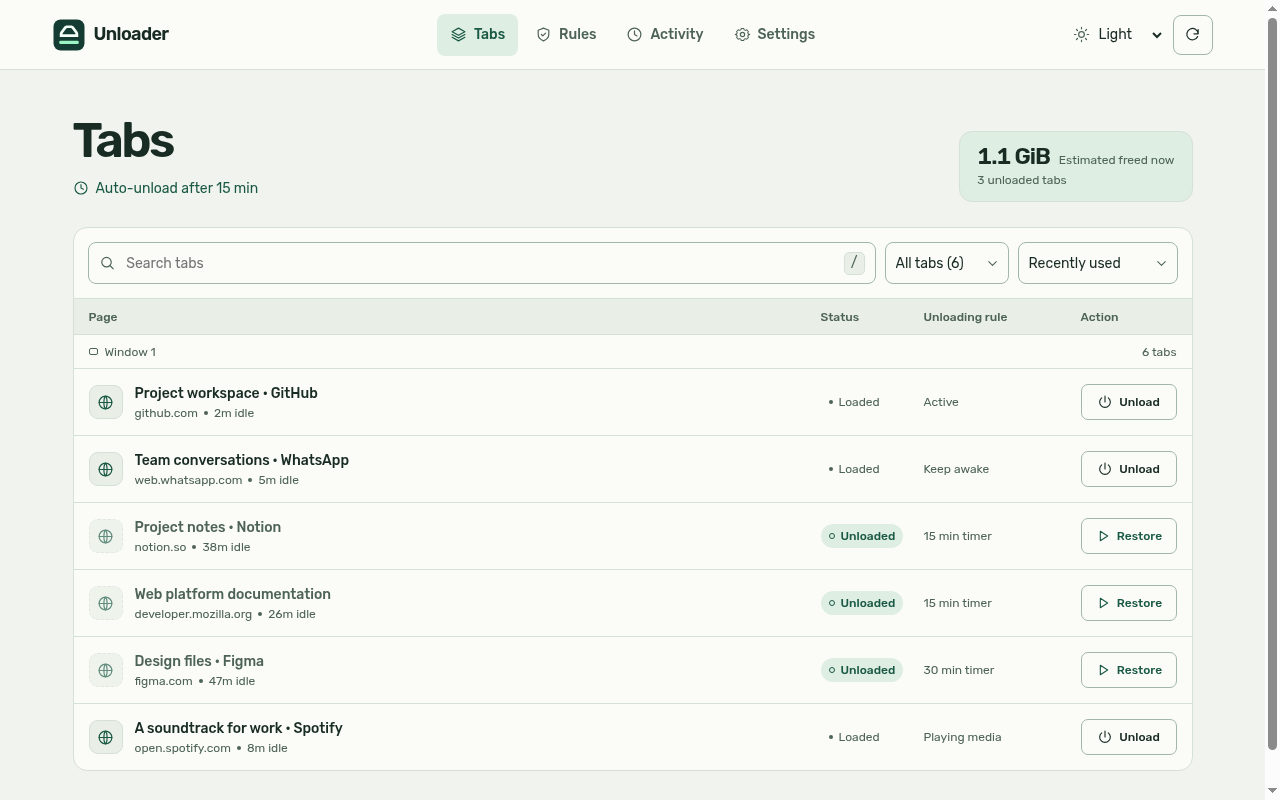 Unloader
Tabs
Rules
Activity
Settings
Light
Tabs
Auto-unload after 15 min
1.1 GiB Estimated freed now
3 unloaded tabs
Search tabs
/
All tabs (6)
Recently used
Page Status Unloading rule Action
Window 1 6 tabs
Project workspace • GitHub
github.com • 2m idle
Loaded Active Unload
Team conversations • WhatsApp
web.whatsapp.com • 5m idle
Loaded Keep awake Unload
Project notes • Notion
notion.so • 38m idle
Unloaded 15 min timer Restore
Web platform documentation
developer.mozilla.org • 26m idle
Unloaded 15 min timer Restore
Design files • Figma
figma.com • 47m idle
Unloaded 30 min timer Restore
A soundtrack for work • Spotify
open.spotify.com • 8m idle
Loaded Playing media Unload